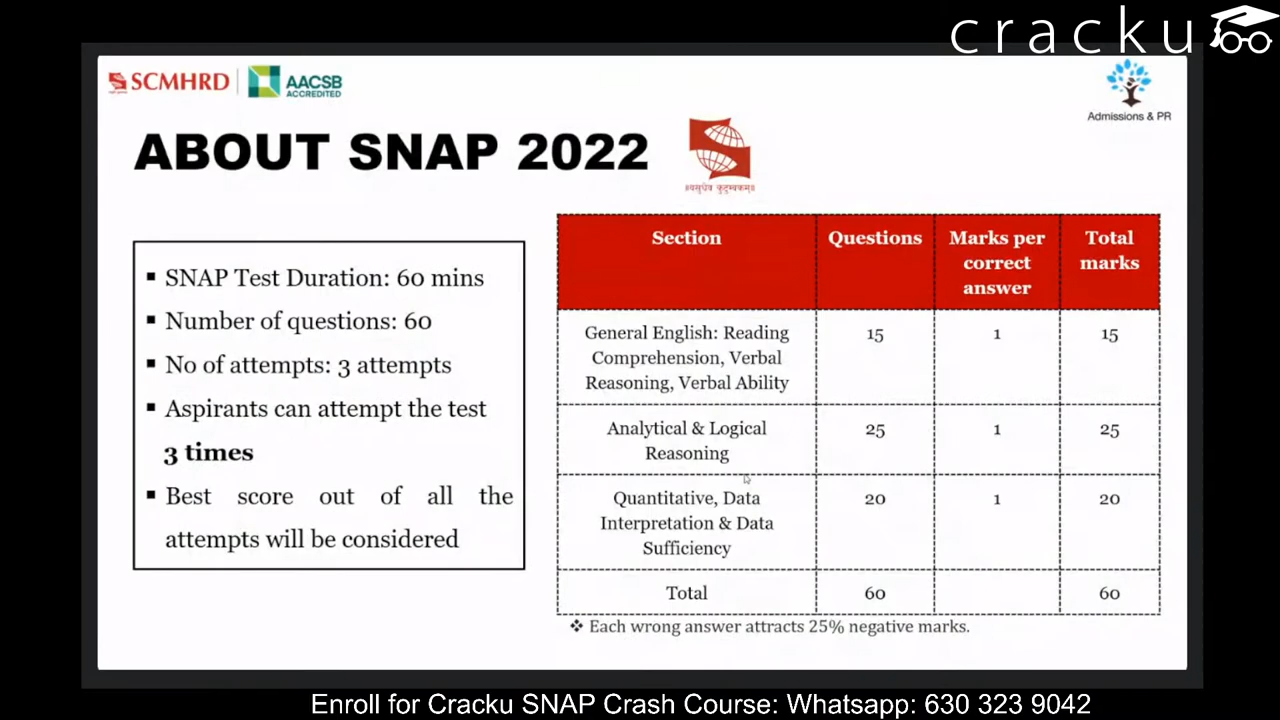 cracku
SCMHRD
AACSB
ACCREDITED
Admissions & PR
ABOUT SNAP 2022
॥वसुधैव कुटुम्बकम्॥
▪ SNAP Test Duration: 60 mins
▪ Number of questions: 60
▪ No of attempts: 3 attempts
▪ Aspirants can attempt the test
3 times
▪ Best score out of all the
attempts will be considered
Section Questions Marks per correct answer Total marks
General English: Reading Comprehension, Verbal Reasoning, Verbal Ability 15 1 15
Analytical & Logical Reasoning 25 1 25
Quantitative, Data Interpretation & Data Sufficiency 20 1 20
Total 60 60
❖ Each wrong answer attracts 25% negative marks.
Enroll for Cracku SNAP Crash Course: Whatsapp: 630 323 9042